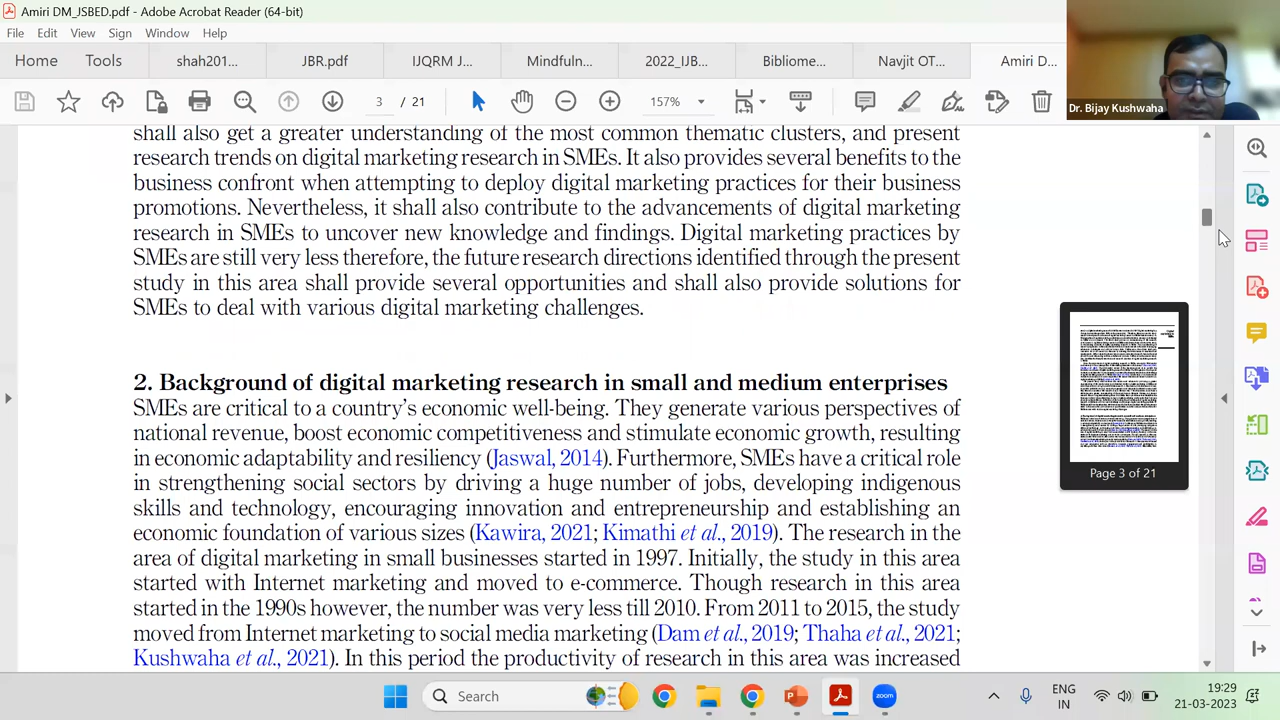 Amiri DM_JSBED.pdf - Adobe Acrobat Reader (64-bit)
File Edit View Sign Window Help
Home Tools shah201... JBR.pdf IJQRM J... Mindfuln... 2022_IJB... Bibliome... Navjit OT... Amiri D...
3 / 21 157%
Dr. Bijay Kushwaha
shall also get a greater understanding of the most common thematic clusters, and present
research trends on digital marketing research in SMEs. It also provides several benefits to the
business confront when attempting to deploy digital marketing practices for their business
promotions. Nevertheless, it shall also contribute to the advancements of digital marketing
research in SMEs to uncover new knowledge and findings. Digital marketing practices by
SMEs are still very less therefore, the future research directions identified through the present
study in this area shall provide several opportunities and shall also provide solutions for
SMEs to deal with various digital marketing challenges.
2. Background of digital marketing research in small and medium enterprises
SMEs are critical to a country's economic well-being. They generate various perspectives of
national revenue, boost economic competitiveness and stimulate economic growth, resulting
in economic adaptability and resiliency (Jaswal, 2014). Furthermore, SMEs have a critical role
in strengthening social sectors by driving a huge number of jobs, developing indigenous
skills and technology, encouraging innovation and entrepreneurship and establishing an
economic foundation of various sizes (Kawira, 2021; Kimathi et al., 2019). The research in the
area of digital marketing in small businesses started in 1997. Initially, the study in this area
started with Internet marketing and moved to e-commerce. Though research in this area
started in the 1990s however, the number was very less till 2010. From 2011 to 2015, the study
moved from Internet marketing to social media marketing (Dam et al., 2019; Thaha et al., 2021;
Kushwaha et al., 2021). In this period the productivity of research in this area was increased
Page 3 of 21
Search
zoom
ENG
IN
19:29
21-03-2023